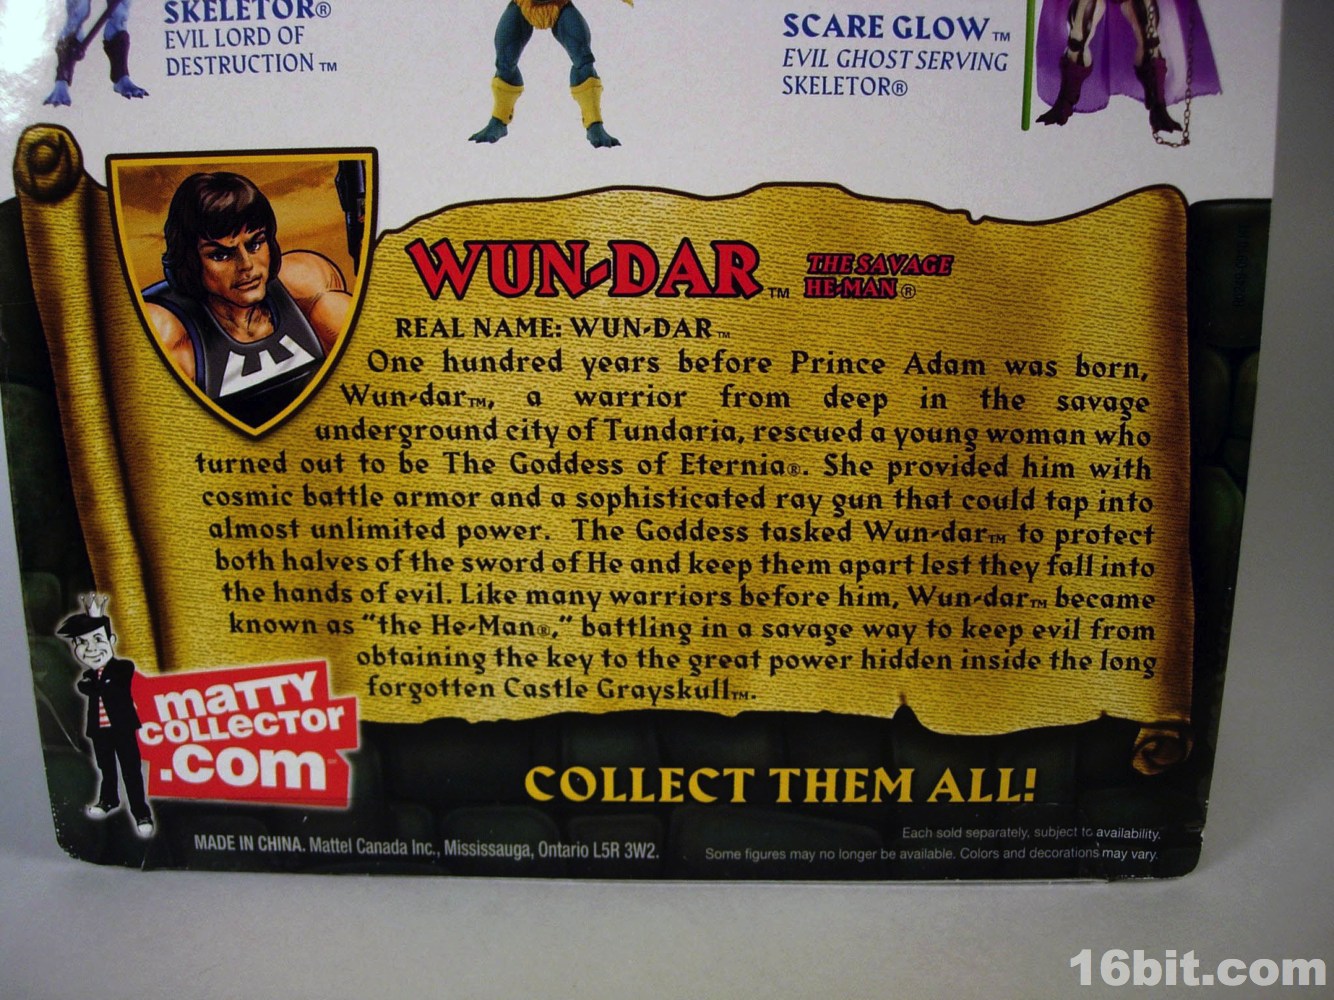 SKELETOR®
EVIL LORD OF
DESTRUCTION™
SCARE GLOW™
EVIL GHOST SERVING
SKELETOR®
WUN-DAR™
THE SAVAGE
HE-MAN®
REAL NAME: WUN-DAR™
One hundred years before Prince Adam was born,
Wun-dar™, a warrior from deep in the savage
underground city of Tundaria, rescued a young woman who
turned out to be The Goddess of Eternia®. She provided him with
cosmic battle armor and a sophisticated ray gun that could tap into
almost unlimited power. The Goddess tasked Wun-dar™ to protect
both halves of the sword of He and keep them apart lest they fall into
the hands of evil. Like many warriors before him, Wun-dar™ became
known as "the He-Man®," battling in a savage way to keep evil from
obtaining the key to the great power hidden inside the long
forgotten Castle Grayskull™.
maTTY
COLLECTOR
.com
COLLECT THEM ALL!
MADE IN CHINA. Mattel Canada Inc., Mississauga, Ontario L5R 3W2.
Each sold separately, subject to availability.
Some figures may no longer be available. Colors and decorations may vary.
16bit.com